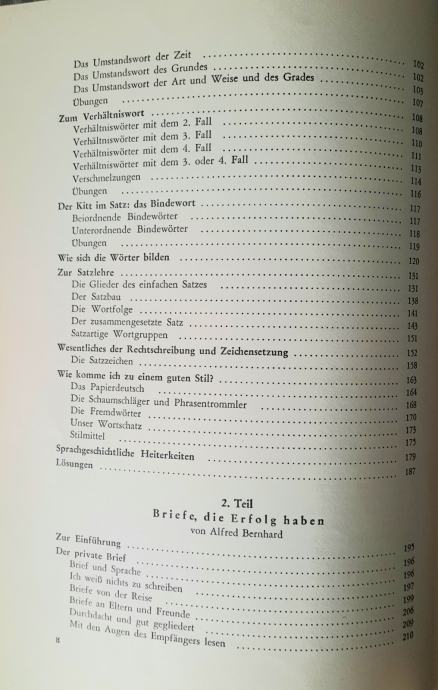 Das Umstandswort der Zeit 102
Das Umstandswort des Grundes 102
Das Umstandswort der Art und Weise und des Grades 103
Übungen 107
Zum Verhältniswort 108
Verhältniswörter mit dem 2. Fall 108
Verhältniswörter mit dem 3. Fall 110
Verhältniswörter mit dem 4. Fall 111
Verhältniswörter mit dem 3. oder 4. Fall 113
Verschmelzungen 114
Übungen 116
Der Kitt im Satz: das Bindewort 117
Beiordnende Bindewörter 117
Unterordnende Bindewörter 118
Übungen 119
Wie sich die Wörter bilden 120
Zur Satzlehre 131
Die Glieder des einfachen Satzes 131
Der Satzbau 138
Die Wortfolge 141
Der zusammengesetzte Satz 143
Satzartige Wortgruppen 151
Wesentliches der Rechtschreibung und Zeichensetzung 152
Die Satzzeichen 158
Wie komme ich zu einem guten Stil? 163
Das Papierdeutsch 164
Die Schaumschläger und Phrasentrommler 168
Die Fremdwörter 170
Unser Wortschatz 173
Stilmittel 175
Sprachgeschichtliche Heiterkeiten 179
Lösungen 187
2. Teil
Briefe, die Erfolg haben
von Alfred Bernhard
Zur Einführung 195
Der private Brief 196
Brief und Sprache 196
Ich weiß nichts zu schreiben 197
Briefe von der Reise 199
Briefe an Eltern und Freunde 206
Durchdacht und gut gegliedert 209
Mit den Augen des Empfängers lesen 210
8